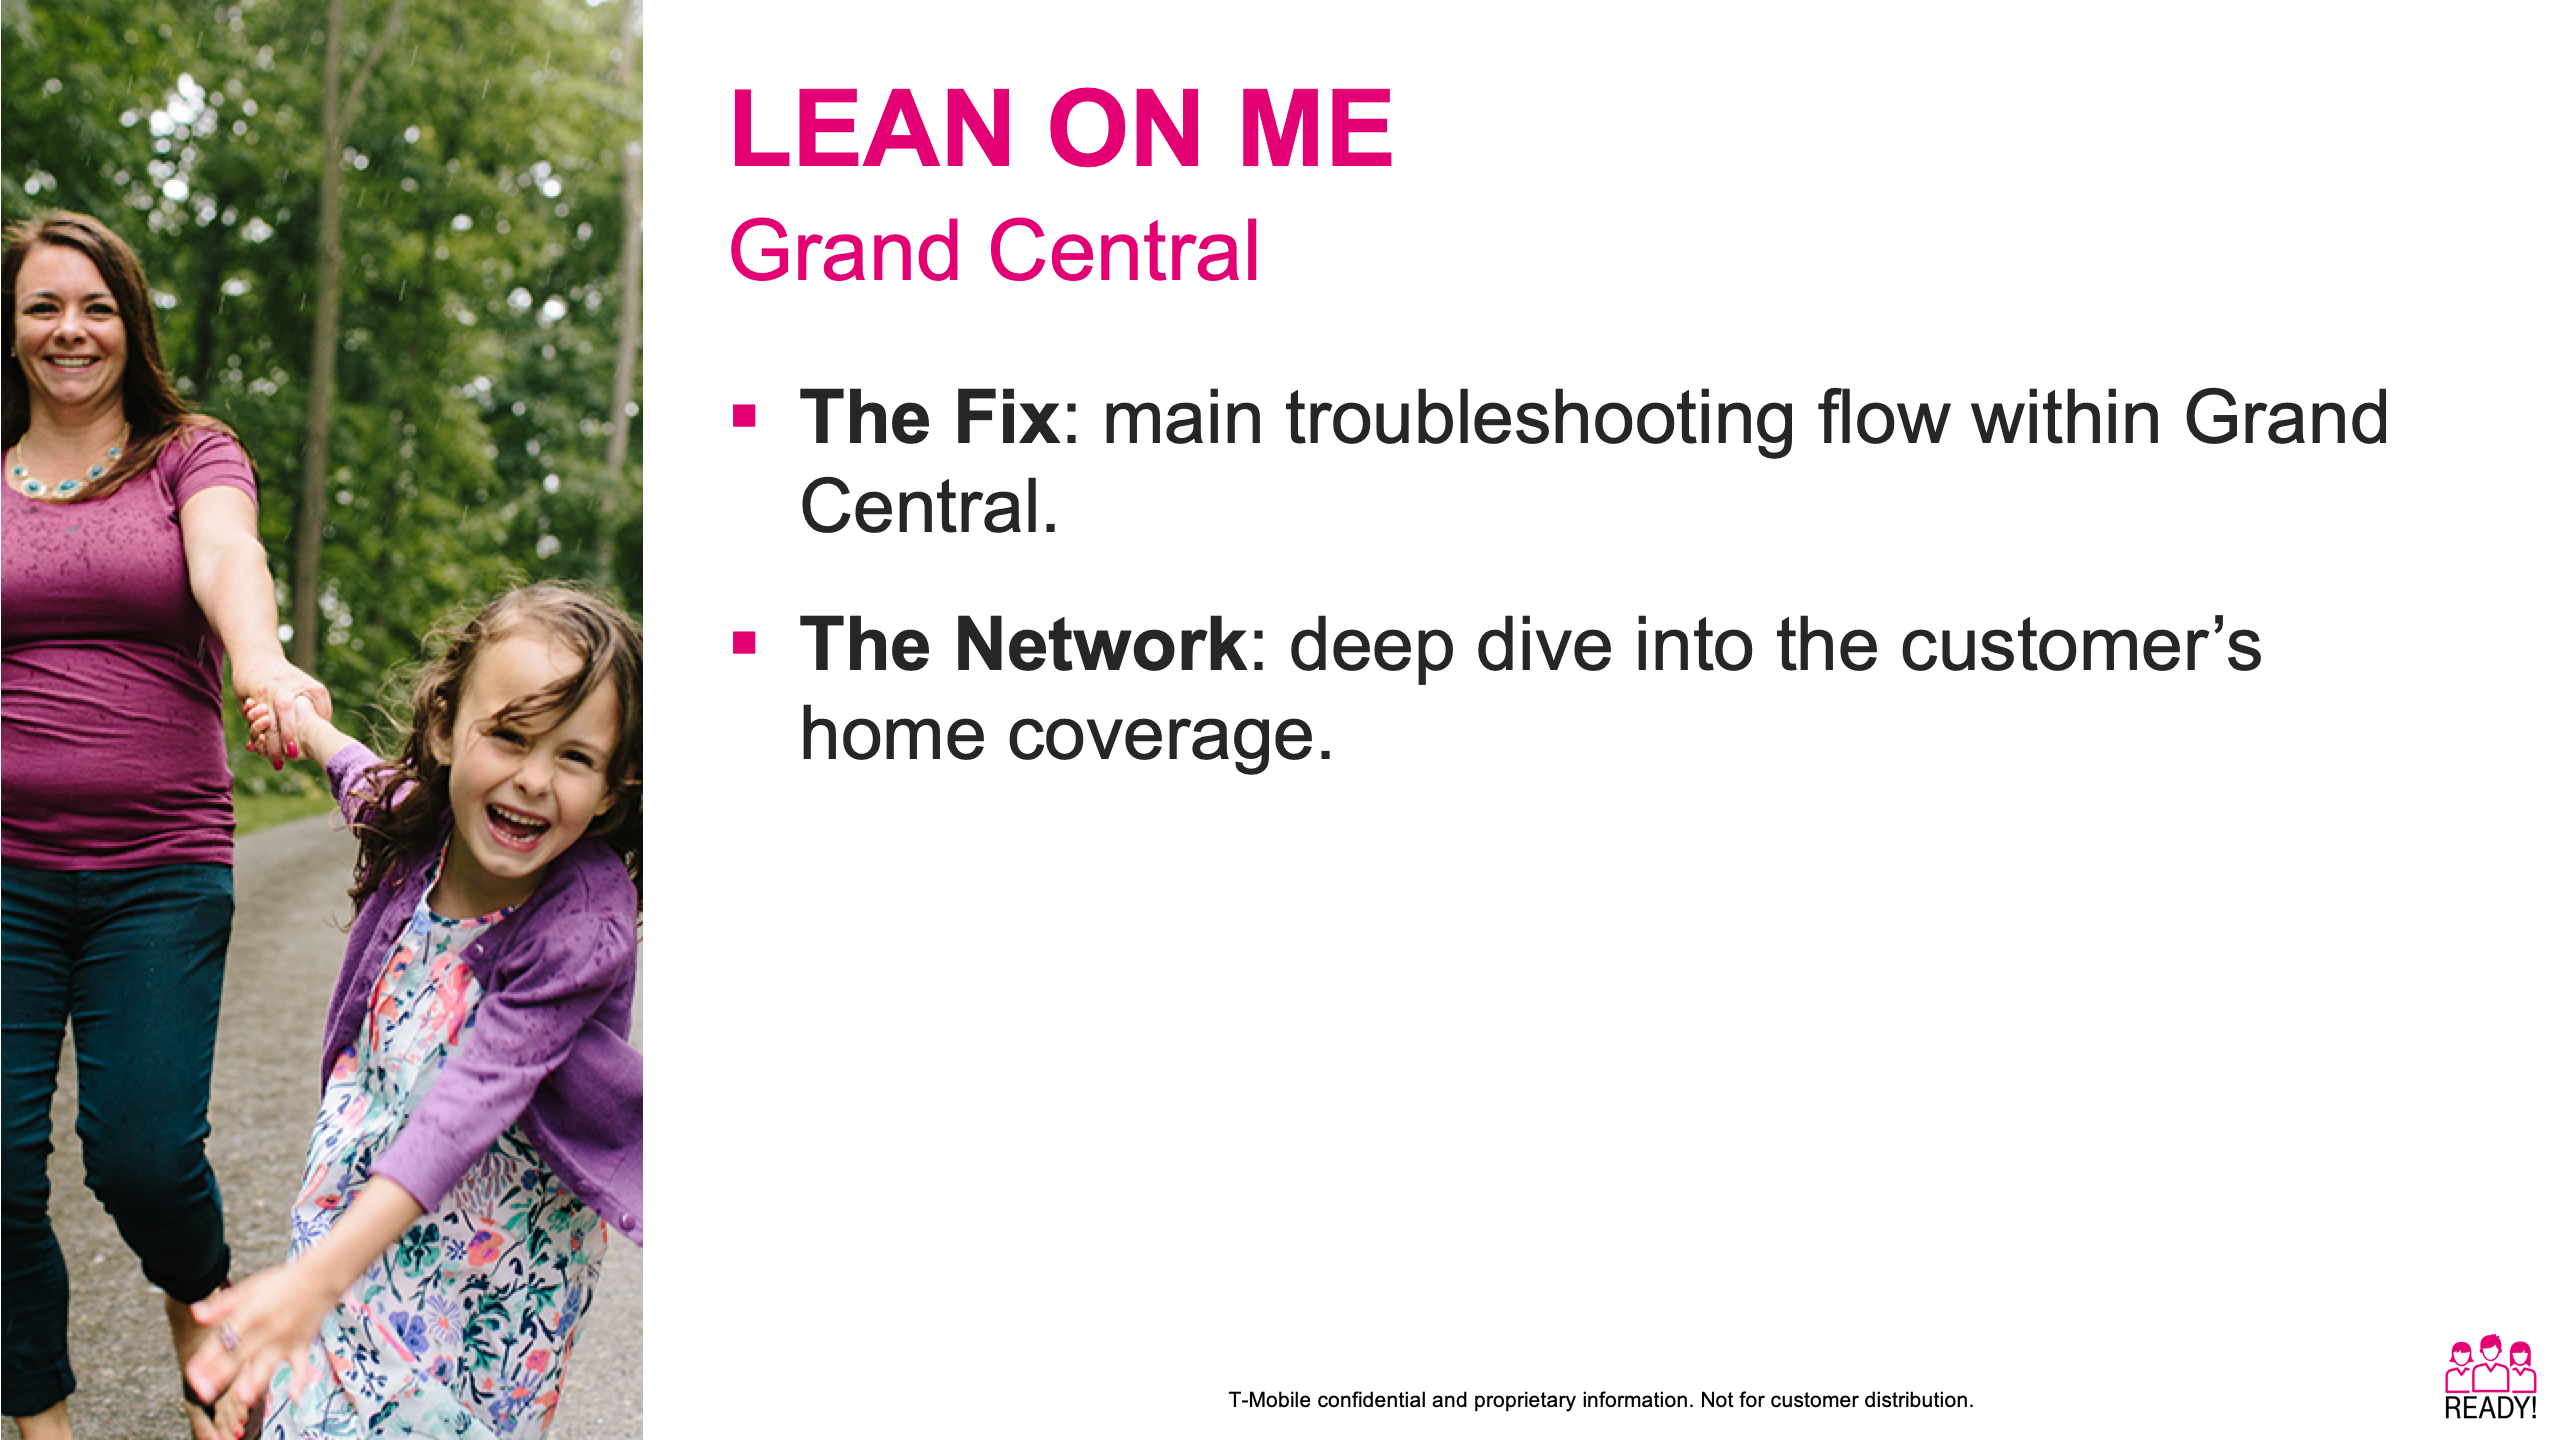 LEAN ON ME
Grand Central
▪ The Fix: main troubleshooting flow within Grand
Central.
▪ The Network: deep dive into the customer’s
home coverage.
T-Mobile confidential and proprietary information. Not for customer distribution.
READY!